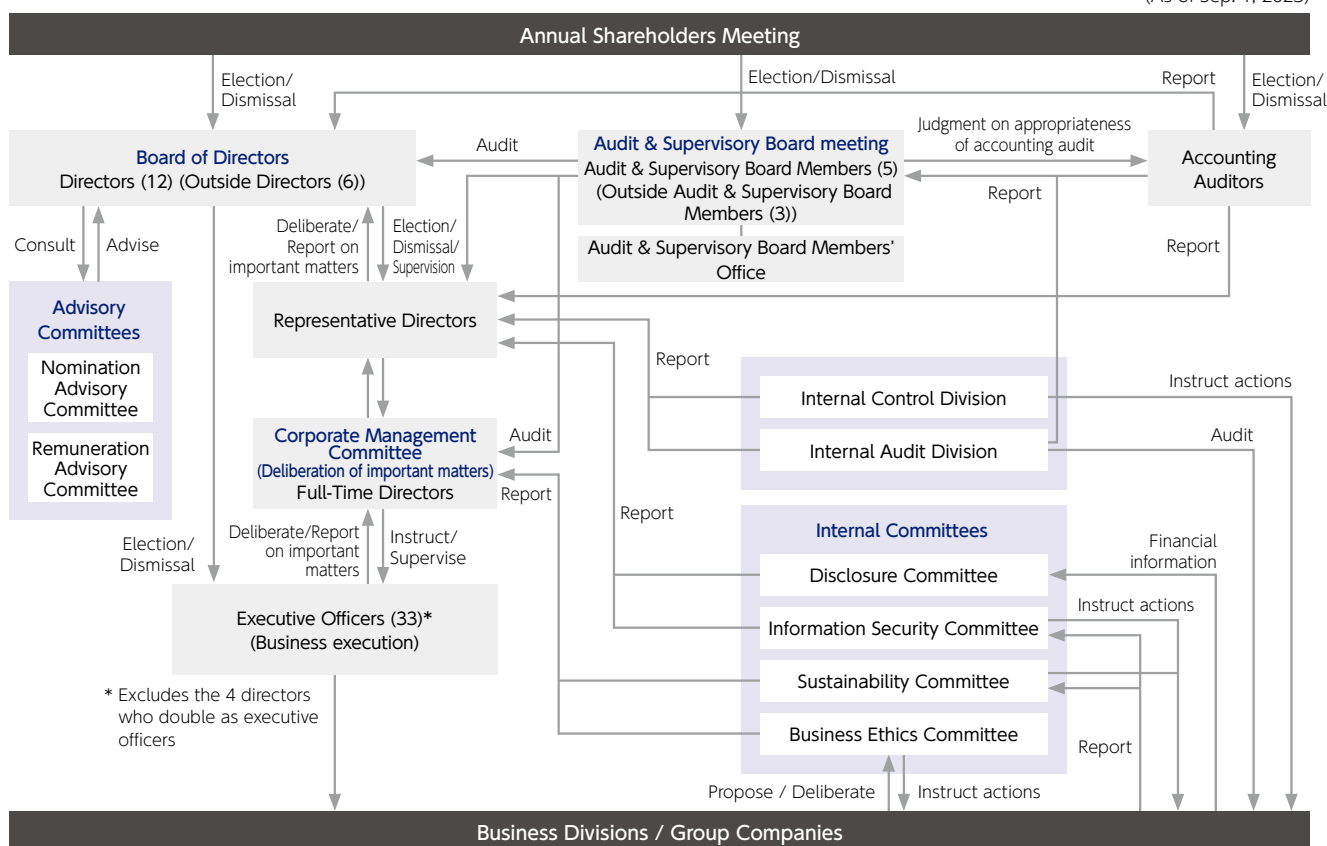 Annual Shareholders Meeting
Election/
Dismissal
Election/Dismissal
Report
Election/
Dismissal
Board of Directors
Directors (12) (Outside Directors (6))
Audit
Audit & Supervisory Board meeting
Audit & Supervisory Board Members (5)
(Outside Audit & Supervisory Board
Members (3))
Judgment on appropriateness
of accounting audit
Report
Accounting
Auditors
Audit & Supervisory Board Members'
Office
Report
Consult
Advise
Deliberate/
Report on
important matters
Election/
Dismissal/
Supervision
Advisory
Committees
Nomination
Advisory
Committee
Remuneration
Advisory
Committee
Representative Directors
Report
Internal Control Division
Internal Audit Division
Instruct actions
Audit
Corporate Management
Committee
(Deliberation of important matters)
Full-Time Directors
Audit
Report
Report
Election/
Dismissal
Deliberate/Report
on important
matters
Instruct/
Supervise
Internal Committees
Disclosure Committee
Information Security Committee
Sustainability Committee
Business Ethics Committee
Financial
information
Instruct actions
Report
Executive Officers (33)*
(Business execution)
* Excludes the 4 directors
who double as executive
officers
Propose / Deliberate
Instruct actions
Business Divisions / Group Companies